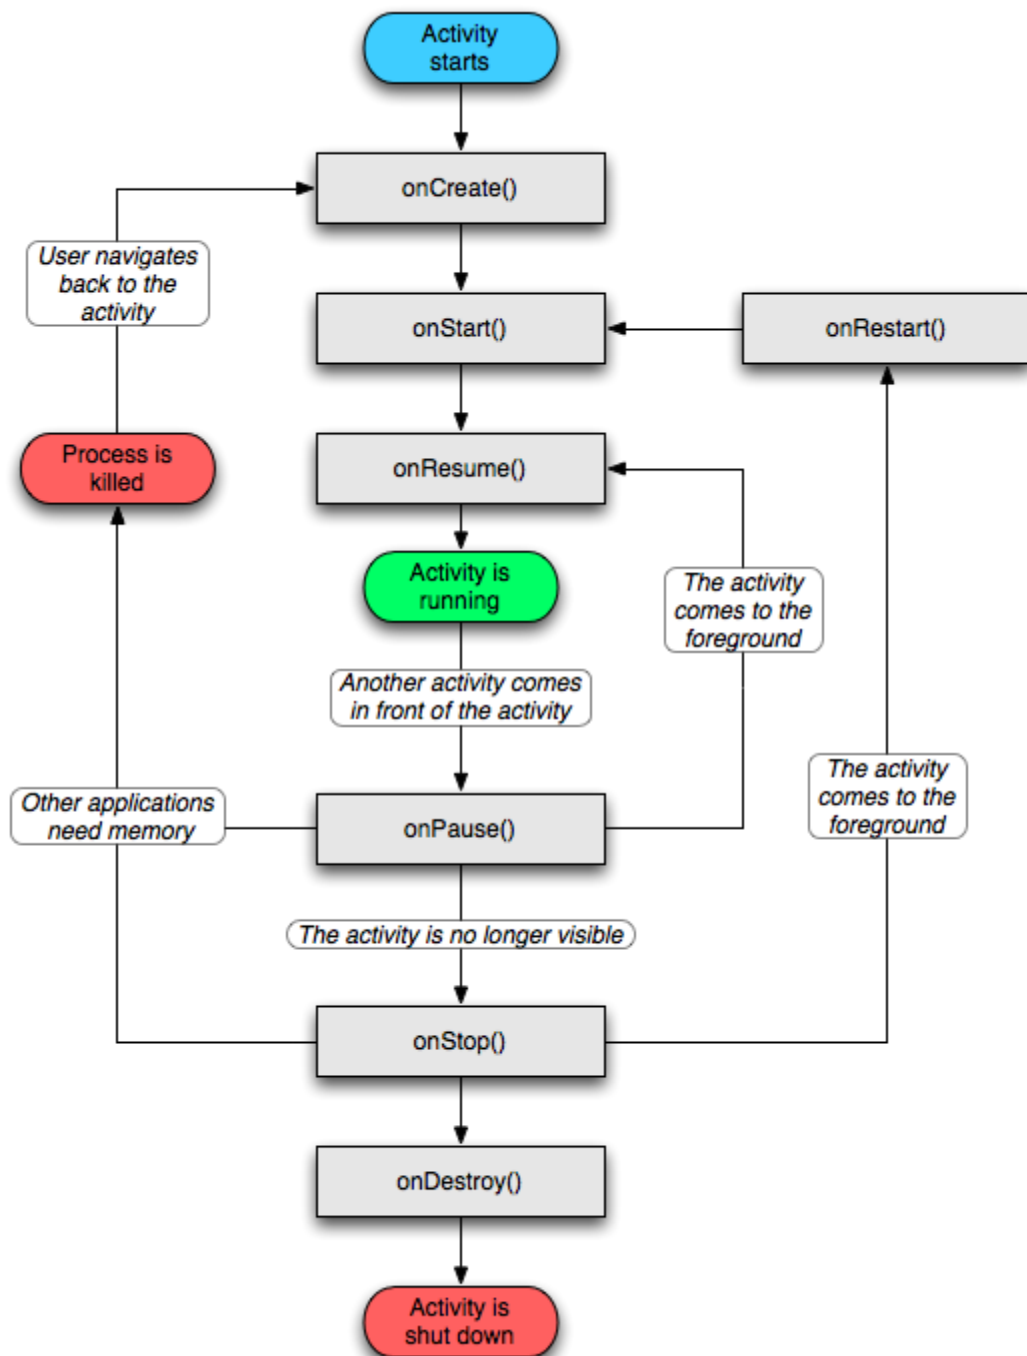 Activity
starts
onCreate()
User navigates
back to the
activity
onStart()
onRestart()
Process is
killed
onResume()
Activity is
running
The activity
comes to the
foreground
Another activity comes
in front of the activity
The activity
comes to the
foreground
Other applications
need memory
onPause()
The activity is no longer visible
onStop()
onDestroy()
Activity is
shut down